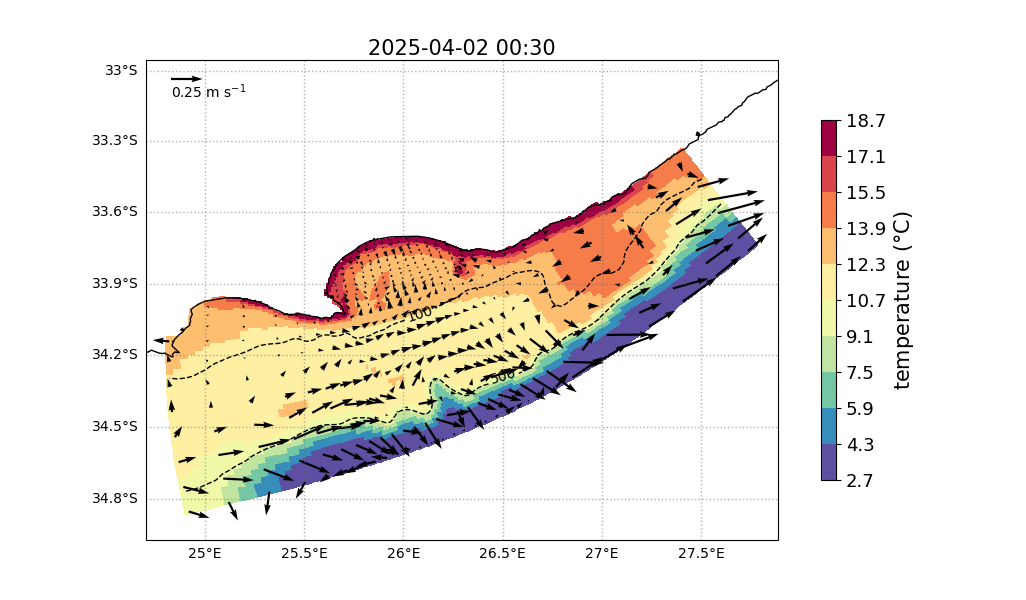 2025-04-02 00:30
0.25 m s⁻¹
33°S
33.3°S
33.6°S
33.9°S
34.2°S
34.5°S
34.8°S
25°E 25.5°E 26°E 26.5°E 27°E 27.5°E
100
500
18.7
17.1
15.5
13.9
12.3
10.7
9.1
7.5
5.9
4.3
2.7
temperature (°C)